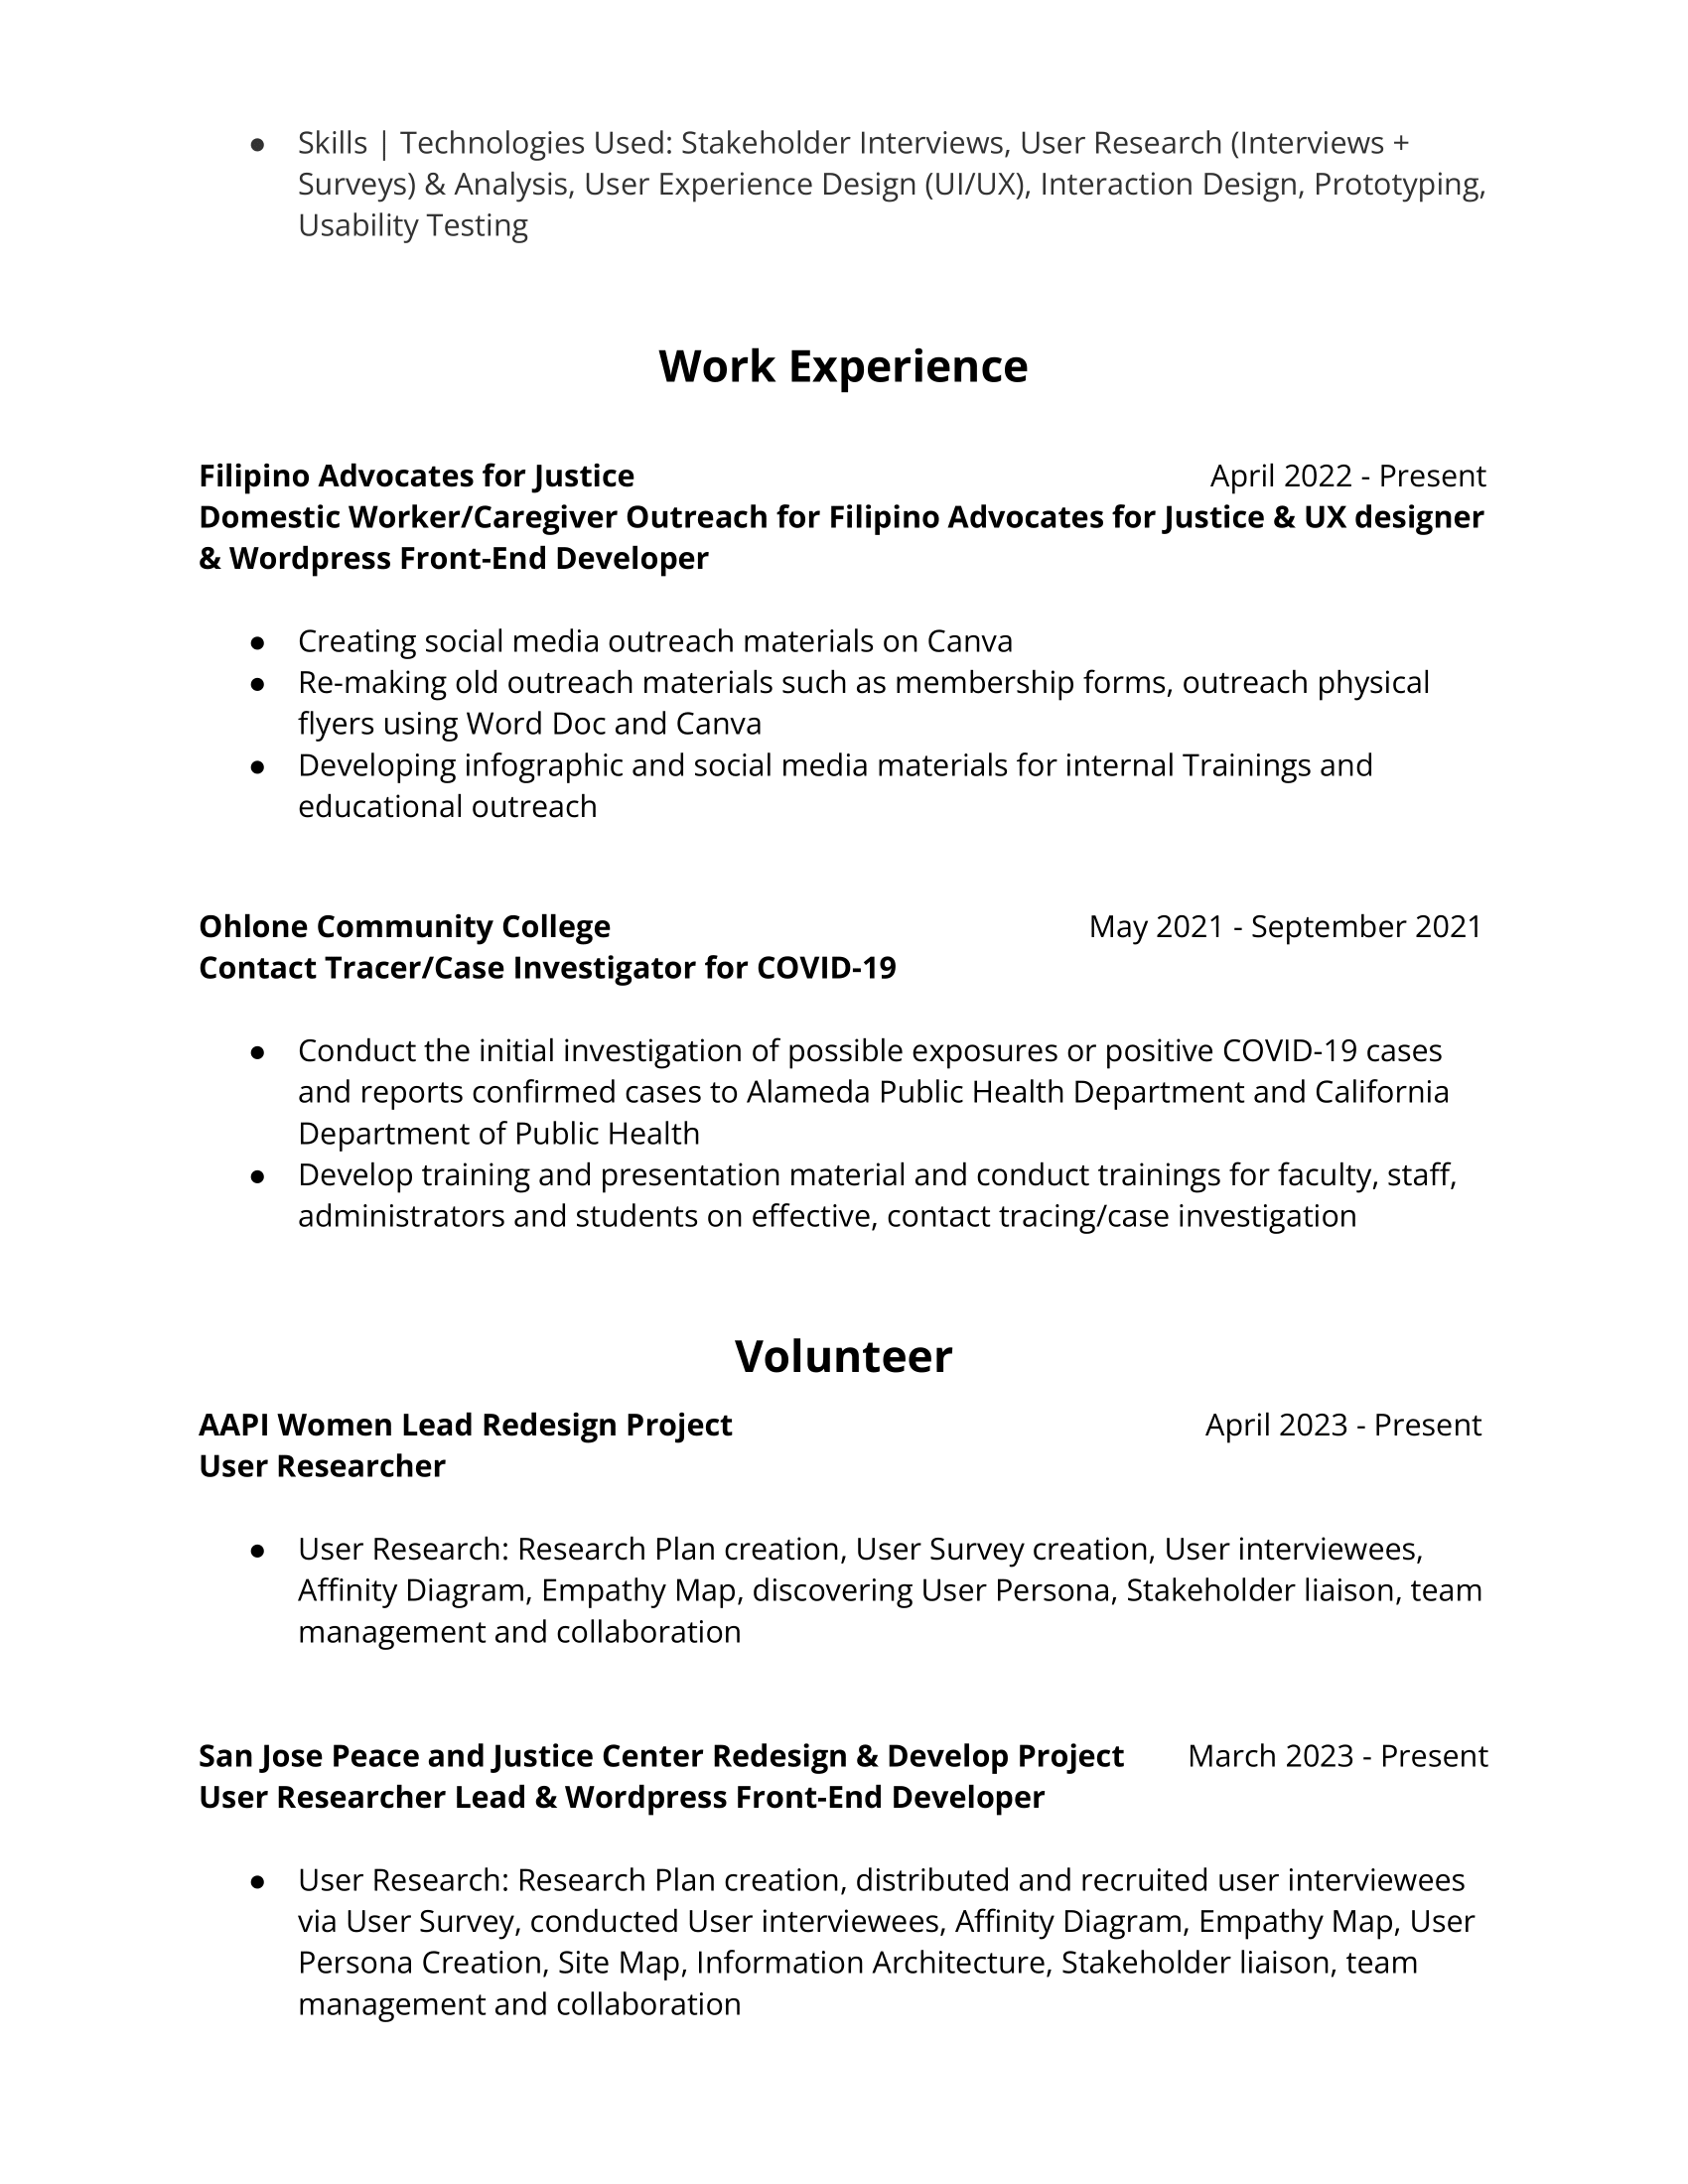 ● Skills | Technologies Used: Stakeholder Interviews, User Research (Interviews +
Surveys) & Analysis, User Experience Design (UI/UX), Interaction Design, Prototyping,
Usability Testing
Work Experience
Filipino Advocates for Justice April 2022 - Present
Domestic Worker/Caregiver Outreach for Filipino Advocates for Justice & UX designer
& Wordpress Front-End Developer
● Creating social media outreach materials on Canva
● Re-making old outreach materials such as membership forms, outreach physical
flyers using Word Doc and Canva
● Developing infographic and social media materials for internal Trainings and
educational outreach
Ohlone Community College May 2021 - September 2021
Contact Tracer/Case Investigator for COVID-19
● Conduct the initial investigation of possible exposures or positive COVID-19 cases
and reports confirmed cases to Alameda Public Health Department and California
Department of Public Health
● Develop training and presentation material and conduct trainings for faculty, staff,
administrators and students on effective, contact tracing/case investigation
Volunteer
AAPI Women Lead Redesign Project April 2023 - Present
User Researcher
● User Research: Research Plan creation, User Survey creation, User interviewees,
Affinity Diagram, Empathy Map, discovering User Persona, Stakeholder liaison, team
management and collaboration
San Jose Peace and Justice Center Redesign & Develop Project March 2023 - Present
User Researcher Lead & Wordpress Front-End Developer
● User Research: Research Plan creation, distributed and recruited user interviewees
via User Survey, conducted User interviewees, Affinity Diagram, Empathy Map, User
Persona Creation, Site Map, Information Architecture, Stakeholder liaison, team
management and collaboration